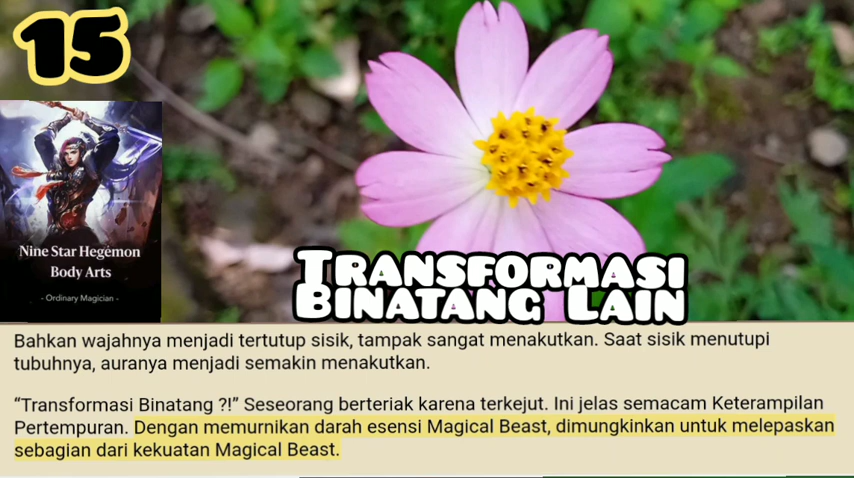 15
Nine Star Hegemon
Body Arts
- Ordinary Magician -
Transformasi
Binatang Lain
Bahkan wajahnya menjadi tertutup sisik, tampak sangat menakutkan. Saat sisik menutupi
tubuhnya, auranya menjadi semakin menakutkan.
“Transformasi Binatang ?!” Seseorang berteriak karena terkejut. Ini jelas semacam Keterampilan
Pertempuran. Dengan memurnikan darah esensi Magical Beast, dimungkinkan untuk melepaskan
sebagian dari kekuatan Magical Beast.